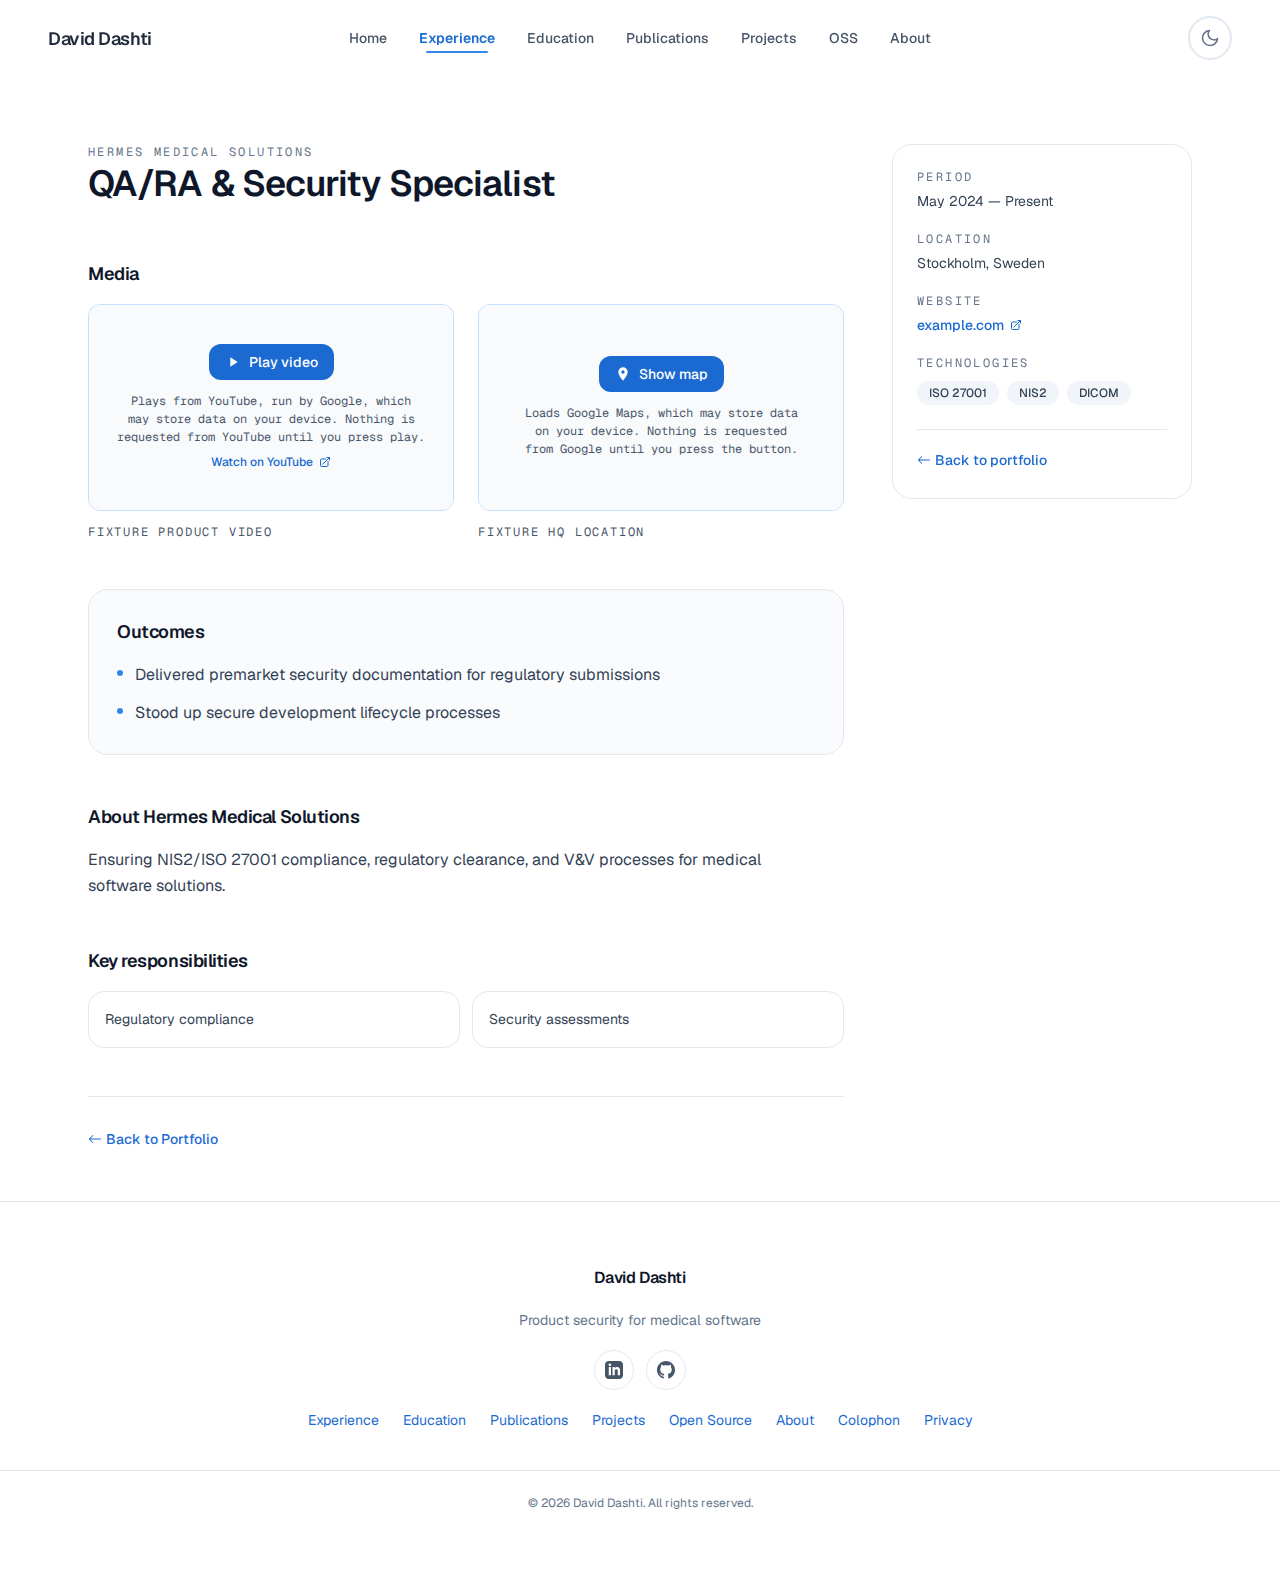 David Dashti
Home
Experience
Education
Publications
Projects
OSS
About
HERMES MEDICAL SOLUTIONS
QA/RA & Security Specialist
Media
Play video
Plays from YouTube, run by Google, which
may store data on your device. Nothing is
requested from YouTube until you press play.
Watch on YouTube
FIXTURE PRODUCT VIDEO
Show map
Loads Google Maps, which may store data
on your device. Nothing is requested
from Google until you press the button.
FIXTURE HQ LOCATION
Outcomes
Delivered premarket security documentation for regulatory submissions
Stood up secure development lifecycle processes
About Hermes Medical Solutions
Ensuring NIS2/ISO 27001 compliance, regulatory clearance, and V&V processes for medical
software solutions.
Key responsibilities
Regulatory compliance
Security assessments
← Back to Portfolio
PERIOD
May 2024 — Present
LOCATION
Stockholm, Sweden
WEBSITE
example.com
TECHNOLOGIES
ISO 27001
NIS2
DICOM
← Back to portfolio
David Dashti
Product security for medical software
Experience
Education
Publications
Projects
Open Source
About
Colophon
Privacy
© 2026 David Dashti. All rights reserved.